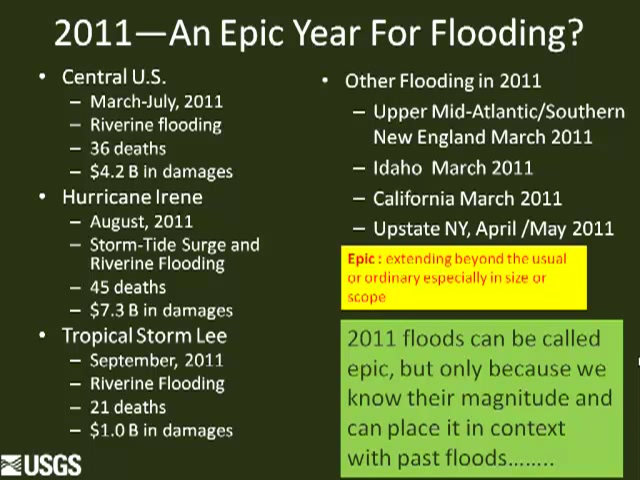 2011—An Epic Year For Flooding?
• Central U.S.
– March-July, 2011
– Riverine flooding
– 36 deaths
– $4.2 B in damages
• Hurricane Irene
– August, 2011
– Storm-Tide Surge and
Riverine Flooding
– 45 deaths
– $7.3 B in damages
• Tropical Storm Lee
– September, 2011
– Riverine Flooding
– 21 deaths
– $1.0 B in damages
• Other Flooding in 2011
– Upper Mid-Atlantic/Southern
New England March 2011
– Idaho March 2011
– California March 2011
– Upstate NY, April /May 2011
Epic : extending beyond the usual
or ordinary especially in size or
scope
2011 floods can be called
epic, but only because we
know their magnitude and
can place it in context
with past floods……..
USGS